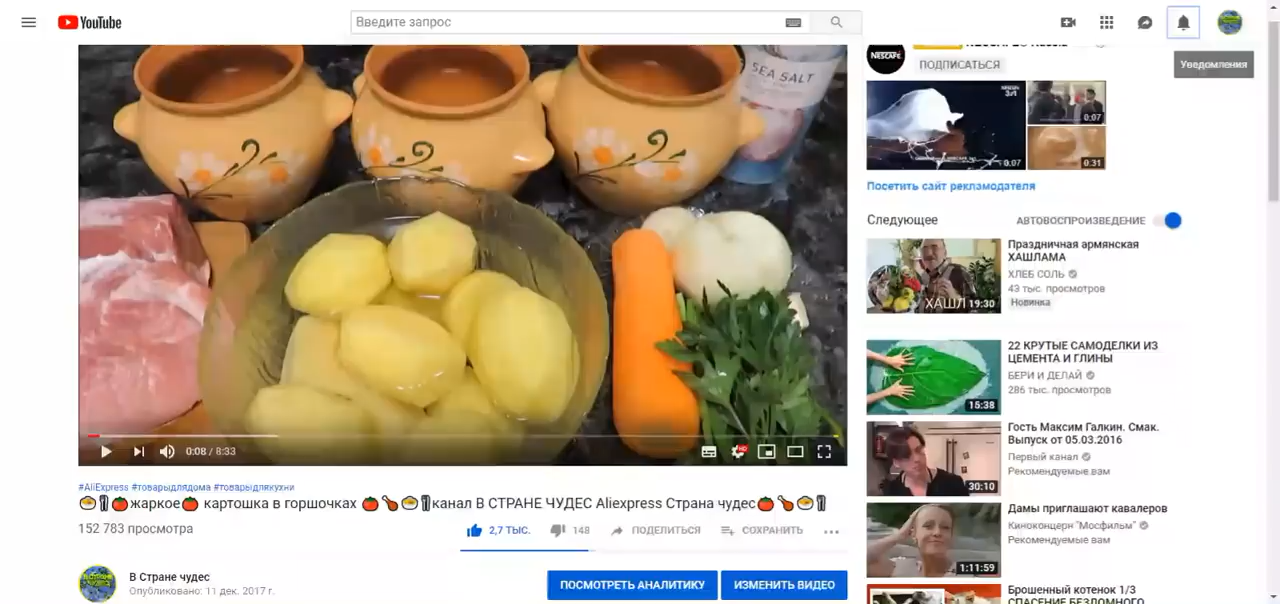 YouTube
Введите запрос
NESCAFÉ
ПОДПИСАТЬСЯ
Уведомления
SEA SALT
3в1
0:07
0:07
0:31
Посетить сайт рекламодателя
Следующее
АВТОВОСПРОИЗВЕДЕНИЕ
Праздничная армянская
ХАШЛАМА
ХЛЕБ СОЛЬ
43 тыс. просмотров
Новинка
ХАШЛ 19:30
22 КРУТЫЕ САМОДЕЛКИ ИЗ
ЦЕМЕНТА И ГЛИНЫ
БЕРИ И ДЕЛАЙ
286 тыс. просмотров
15:38
Гость Максим Галкин. Смак.
Выпуск от 05.03.2016
Первый канал
Рекомендуемые вам
30:10
Дамы приглашают кавалеров
Киноконцерн "Мосфильм"
Рекомендуемые вам
1:11:59
Брошенный котенок 1/3
СПАСЕНИЕ БЕЗДОМНОГО
0:08 / 8:33
HD
#AliExpress #товарыдлядома #товарыдлякухни
🍲🍴🍅жаркое🍅 картошка в горшочках 🍅🍗🍲🍴канал В СТРАНЕ ЧУДЕС Aliexpress Страна чудес🍅🍗🍲🍴
152 783 просмотра
2,7 ТЫС.
148
ПОДЕЛИТЬСЯ
СОХРАНИТЬ
В Стране чудес
Опубликовано: 11 дек. 2017 г.
ПОСМОТРЕТЬ АНАЛИТИКУ
ИЗМЕНИТЬ ВИДЕО